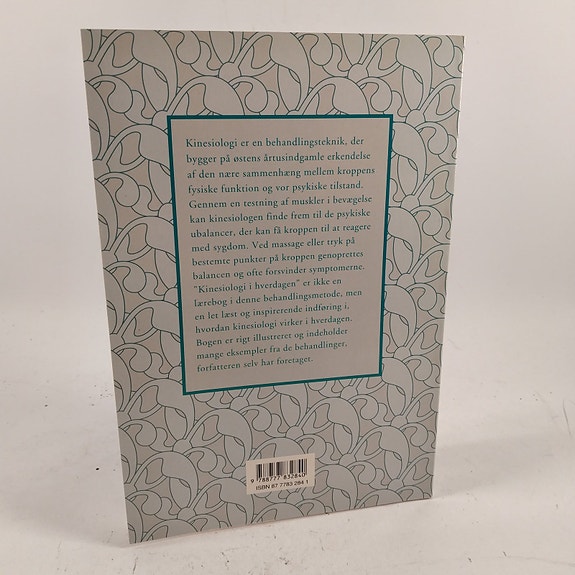 Kinesiologi er en behandlingsteknik, der
bygger på østens årtusindgamle erkendelse
af den nære sammenhæng mellem kroppens
fysiske funktion og vor psykiske tilstand.
Gennem en testning af muskler i bevægelse
kan kinesiologen finde frem til de psykiske
ubalancer, der kan få kroppen til at reagere
med sygdom. Ved massage eller tryk på
bestemte punkter på kroppen genoprettes
balancen og ofte forsvinder symptomerne.
"Kinesiologi i hverdagen" er ikke en
lærebog i denne behandlingsmetode, men
en let læst og inspirerende indføring i,
hvordan kinesiologi virker i hverdagen.
Bogen er rigt illustreret og indeholder
mange eksempler fra de behandlinger,
forfatteren selv har foretaget.
9 788777 832840
ISBN 87 7783 284 1